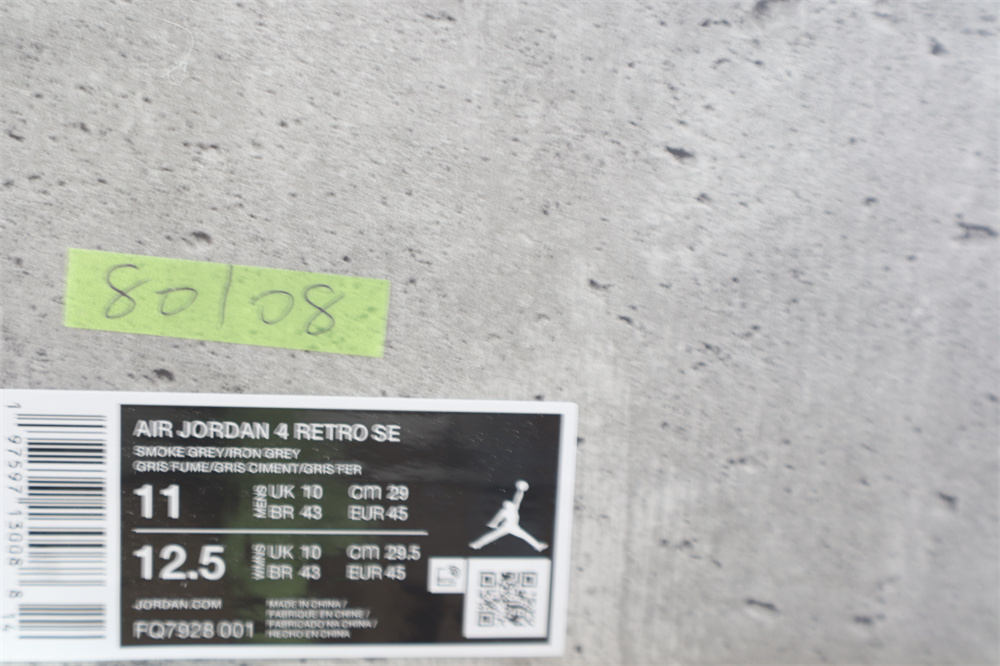 80/08
AIR JORDAN 4 RETRO SE
SMOKE GREY/IRON GREY
GRIS FUME/GRIS CIMENT/GRIS FER
11 MENS UK 10 CM 29
BR 43 EUR 45
12.5 WMNS UK 10 CM 29.5
BR 43 EUR 45
JORDAN.COM
FQ7928 001
MADE IN CHINA /
FABRIQUE EN CHINE /
FABRICADO NA CHINA /
HECHO EN CHINA
1 97597 13008 8 14